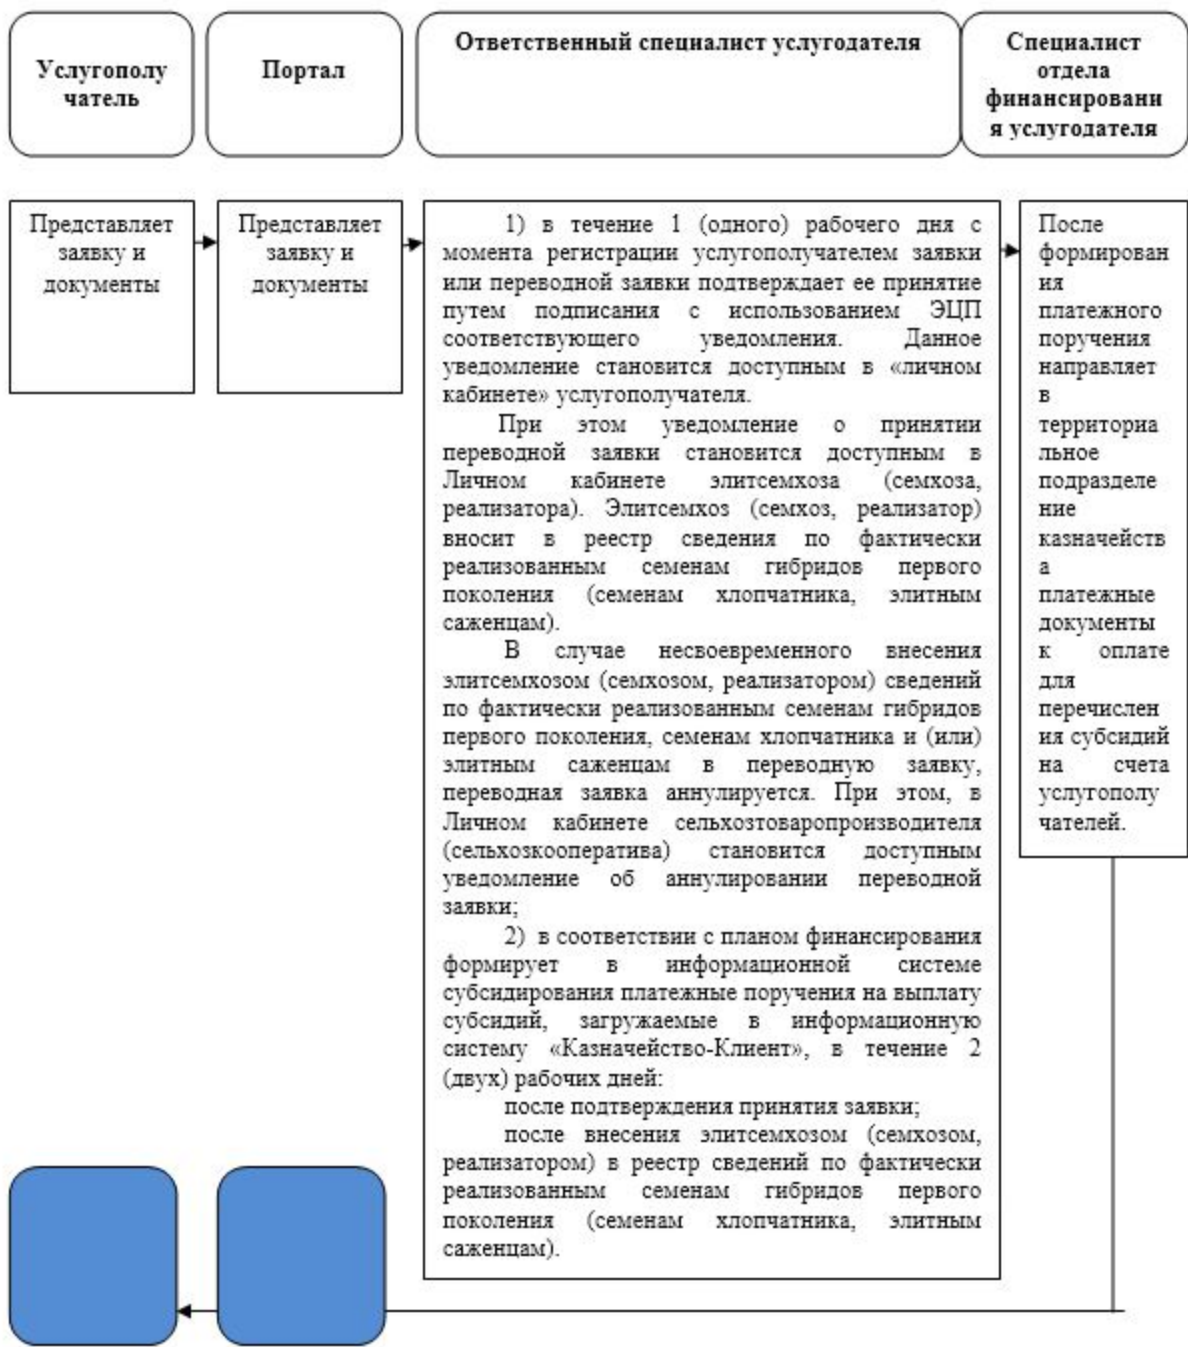 Услугополу
чатель
Портал
Ответственный специалист услугодателя
Специалист
отдела
финансировани
я услугодателя
Представляет
заявку и
документы
Представляет
заявку и
документы
1) в течение 1 (одного) рабочего дня с
момента регистрации услугополучателем заявки
или переводной заявки подтверждает ее принятие
путем подписания с использованием ЭЦП
соответствующего уведомления. Данное
уведомление становится доступным в «личном
кабинете» услугополучателя.
При этом уведомление о принятии
переводной заявки становится доступным в
Личном кабинете элитсемхоза (семхоза,
реализатора). Элитсемхоз (семхоз, реализатор)
вносит в реестр сведения по фактически
реализованным семенам гибридов первого
поколения (семенам хлопчатника, элитным
саженцам).
В случае несвоевременного внесения
элитсемхозом (семхозом, реализатором) сведений
по фактически реализованным семенам гибридов
первого поколения, семенам хлопчатника и (или)
элитным саженцам в переводную заявку,
переводная заявка аннулируется. При этом, в
Личном кабинете сельхозтоваропроизводителя
(сельхозкооператива) становится доступным
уведомление об аннулировании переводной
заявки;
2) в соответствии с планом финансирования
формирует в информационной системе
субсидирования платежные поручения на выплату
субсидий, загружаемые в информационную
систему «Казначейство-Клиент», в течение 2
(двух) рабочих дней:
после подтверждения принятия заявки;
после внесения элитсемхозом (семхозом,
реализатором) в реестр сведений по фактически
реализованным семенам гибридов первого
поколения (семенам хлопчатника, элитным
саженцам).
После
формирован
ия
платежного
поручения
направляет
в
территориа
льное
подразделе
ние
казначейств
а
платежные
документы
к оплате
для
перечислен
ия субсидий
на счета
услугополу
чателей.